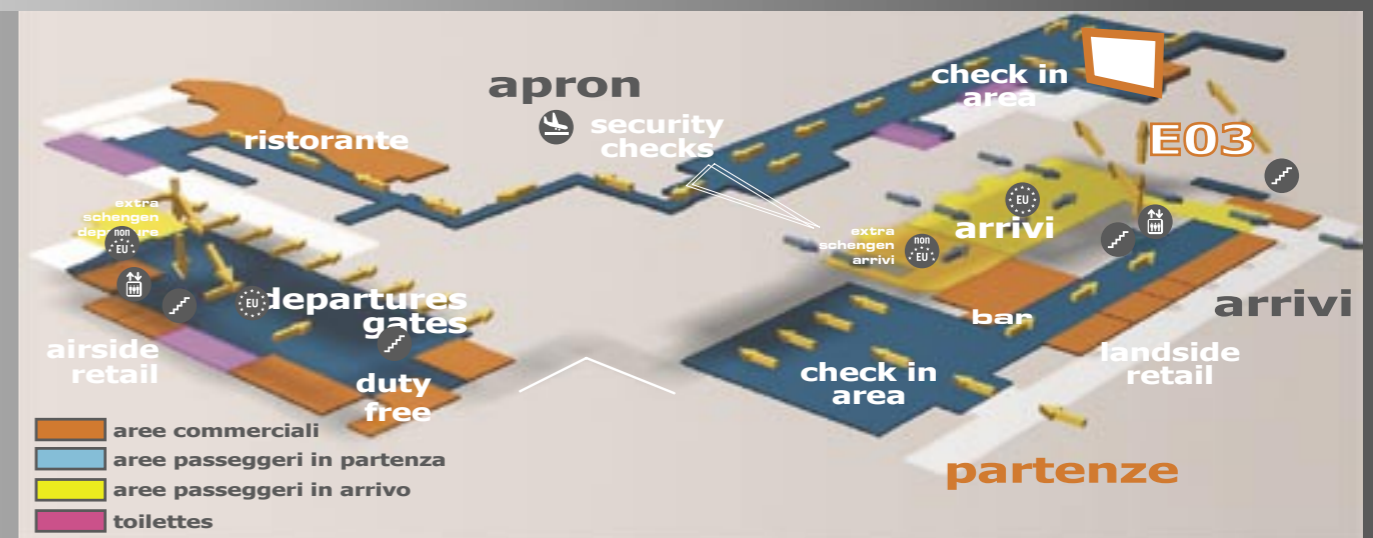 apron
check in
area
security
checks
ristorante
E03
extra
schengen
departure
non
EU
EU
arrivi
extra
schengen
arrivi
non
EU
departures
gates
EU
arrivi
bar
airside
retail
landside
retail
check in
area
duty
free
aree commerciali
aree passeggeri in partenza
aree passeggeri in arrivo
toilettes
partenze